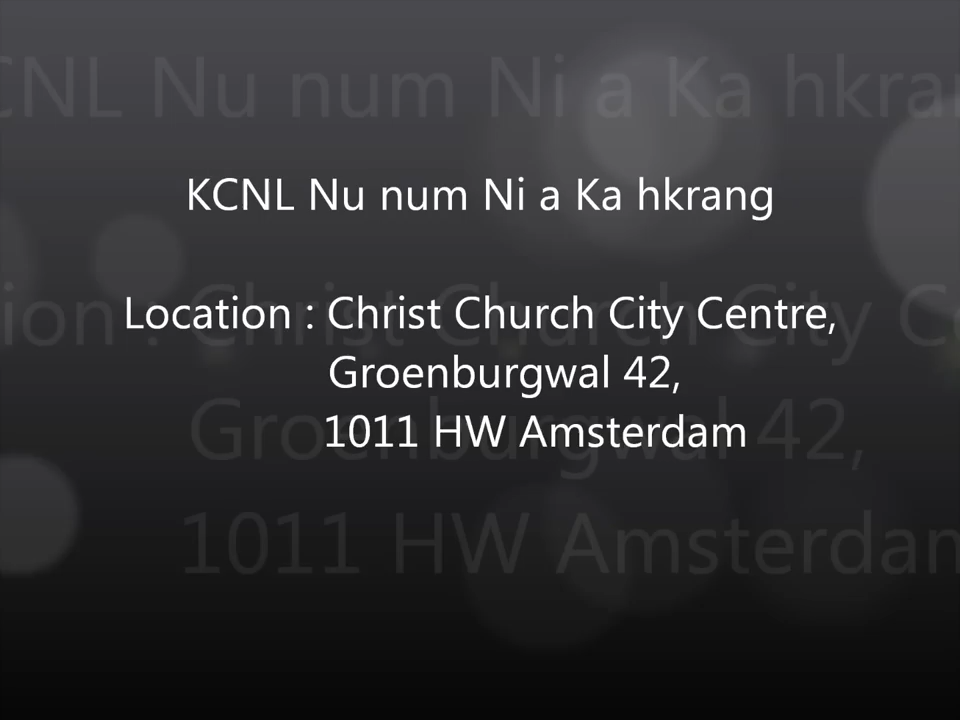 KCNL Nu num Ni a Ka hkrang
Location : Christ Church City Centre,
Groenburgwal 42,
1011 HW Amsterdam